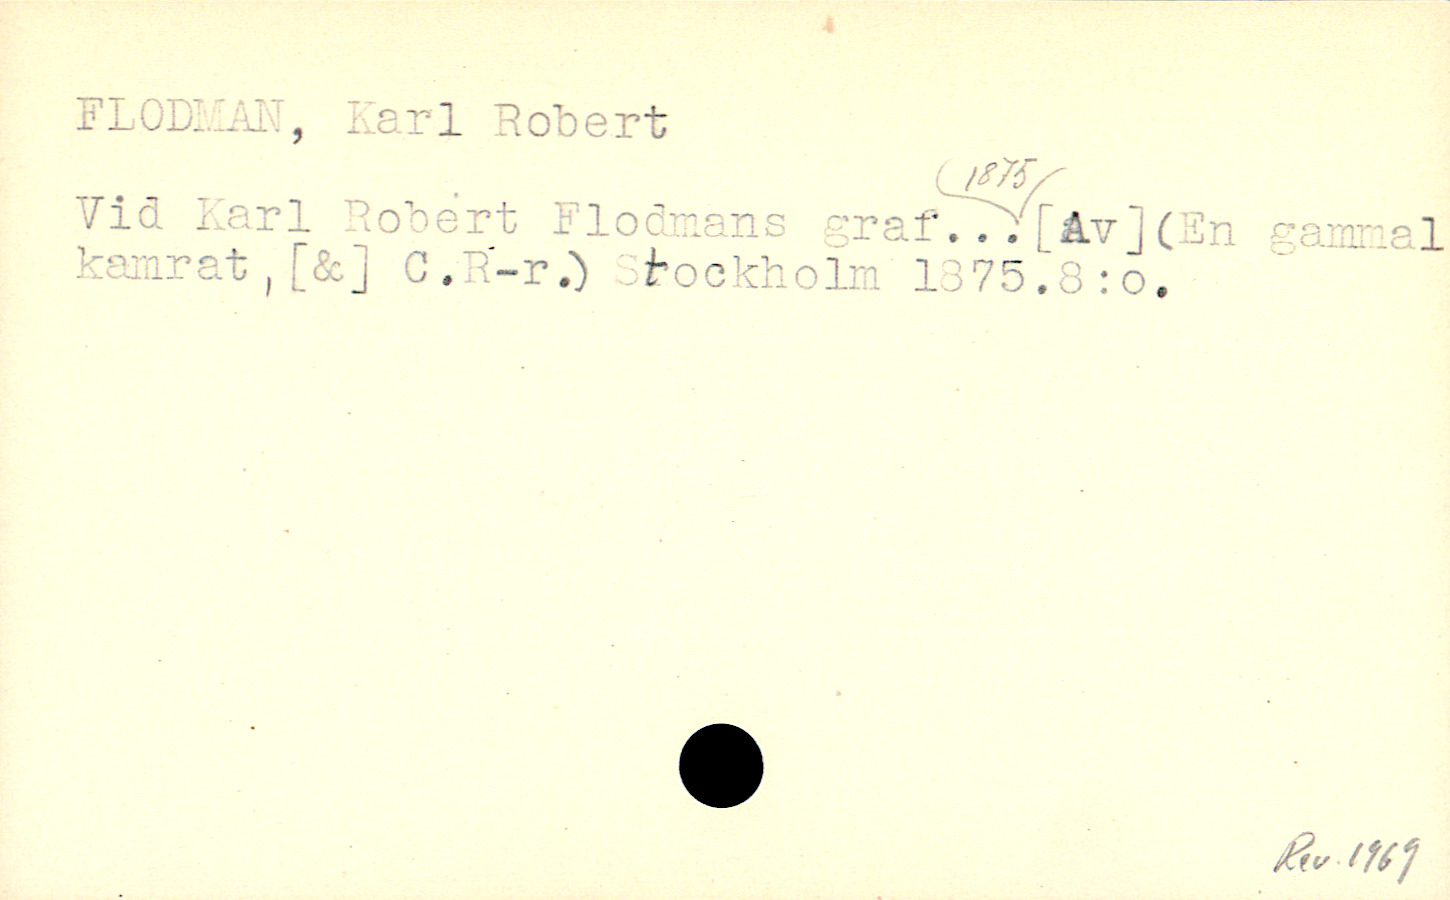 FLODMAN, Karl Robert
1875
Vid Karl Robert Flodmans graf...[Av](En gammal
kamrat,[&] C.R-r.) Stockholm 1875.8:o.
Rev. 1969